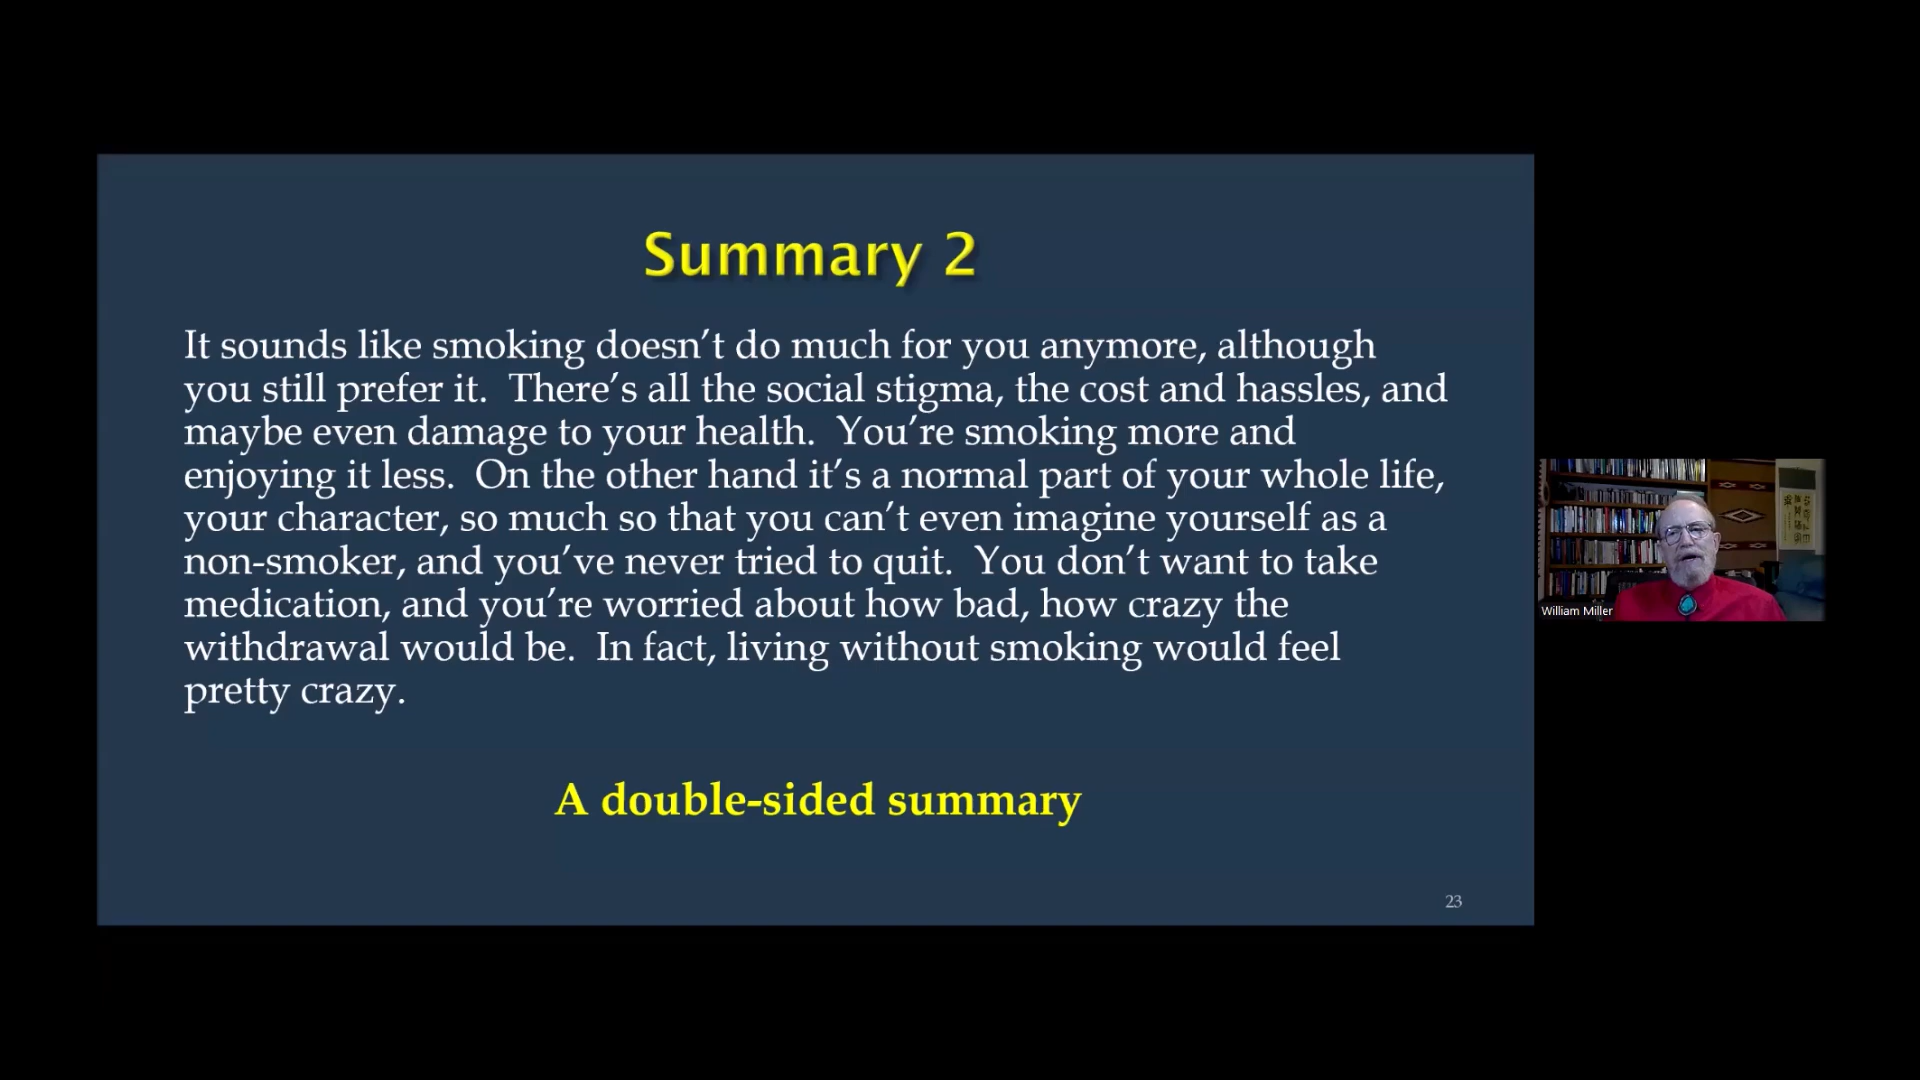 Summary 2
It sounds like smoking doesn’t do much for you anymore, although
you still prefer it.  There’s all the social stigma, the cost and hassles, and
maybe even damage to your health.  You’re smoking more and
enjoying it less.  On the other hand it’s a normal part of your whole life,
your character, so much so that you can’t even imagine yourself as a
non-smoker, and you’ve never tried to quit.  You don’t want to take
medication, and you’re worried about how bad, how crazy the
withdrawal would be.  In fact, living without smoking would feel
pretty crazy.
A double-sided summary
23
William Miller